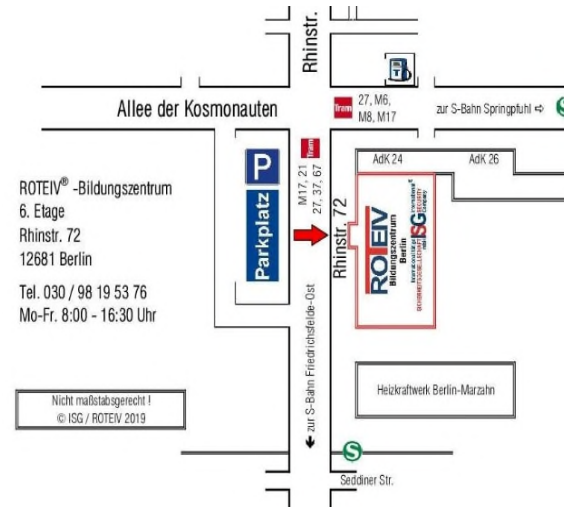 Rhinstr.
Allee der Kosmonauten
Tram
27, M6,
M8, M17
zur S-Bahn Springpfuhl ⇨
S
Tram
M17, 21
27, 37, 67
P
Parkplatz
AdK 24
AdK 26
ROTEIV® -Bildungszentrum
6. Etage
Rhinstr. 72
12681 Berlin
Tel. 030 / 98 19 53 76
Mo-Fr. 8:00 - 16:30 Uhr
Rhinstr. 72
ROTEIV
Bildungszentrum
Berlin
ISG
Heizkraftwerk Berlin-Marzahn
← zur S-Bahn Friedrichsfelde-Ost
Nicht maßstabsgerecht !
© ISG / ROTEIV 2019
S
Seddiner Str.